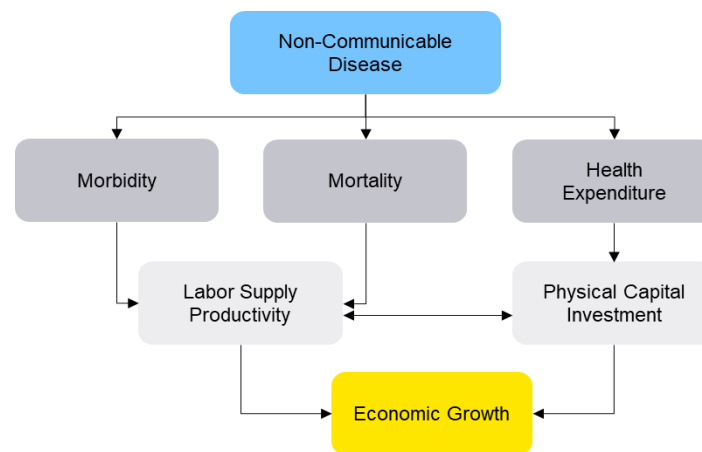 Non-Communicable
Disease
Morbidity
Mortality
Health
Expenditure
Labor Supply
Productivity
Physical Capital
Investment
Economic Growth